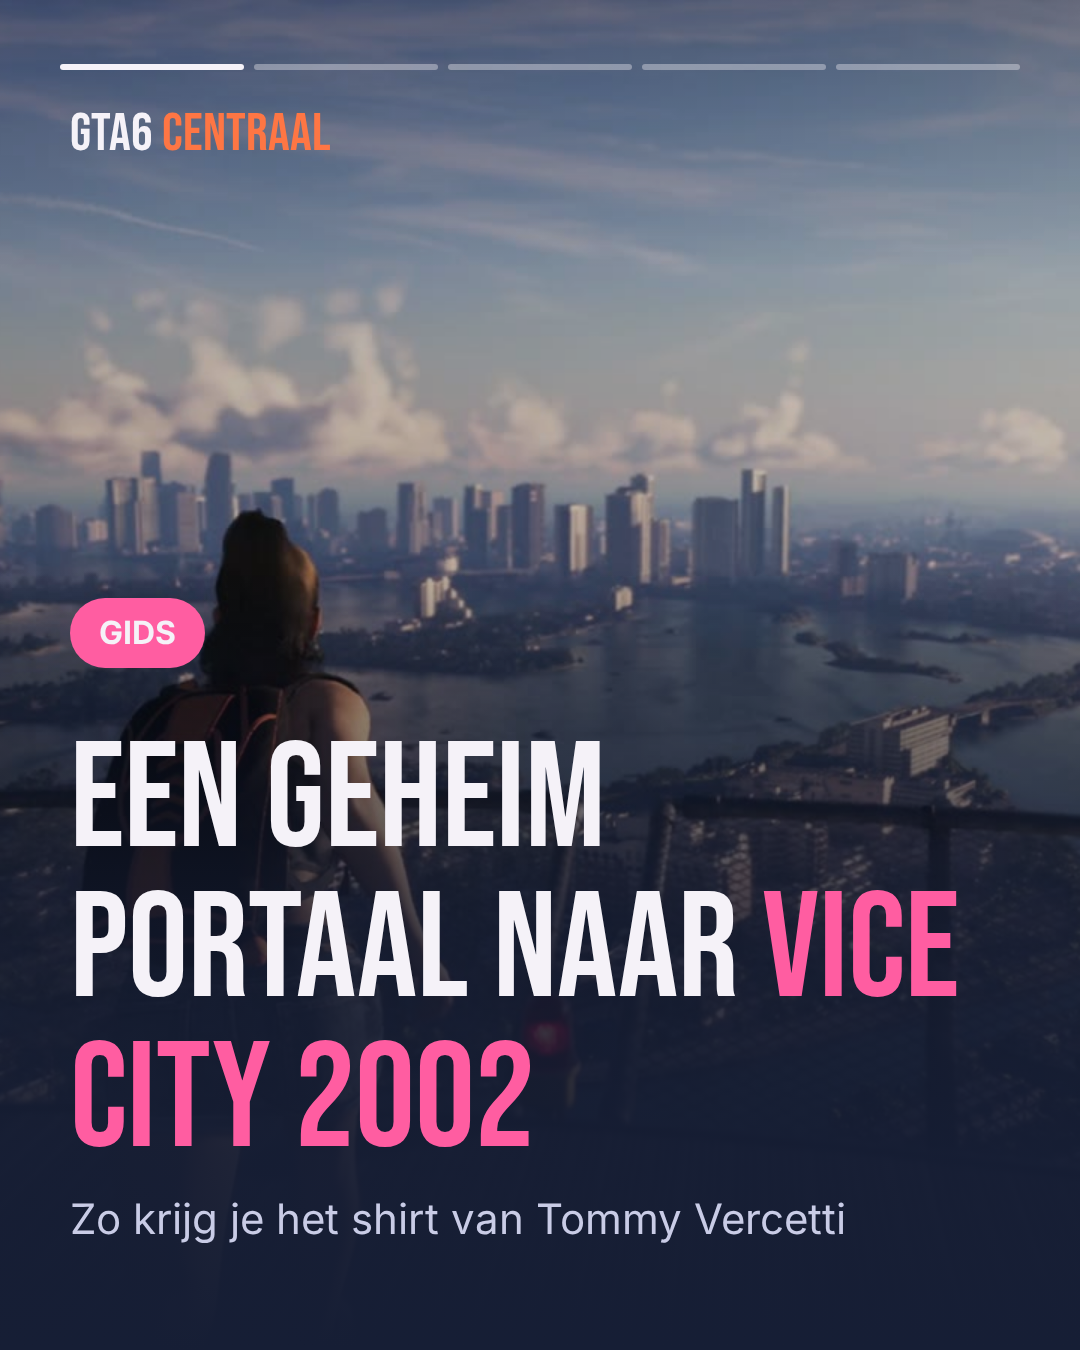 GTA6 CENTRAAL
GIDS
EEN GEHEIM
PORTAAL NAAR VICE
CITY 2002
Zo krijg je het shirt van Tommy Vercetti